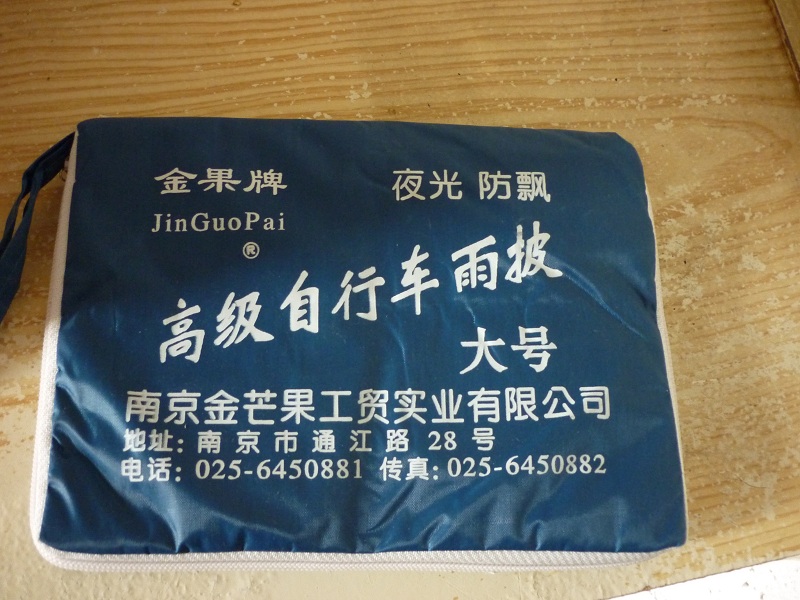 金果牌 夜光 防飘
JinGuoPai
®
高级自行车雨披
大号
南京金芒果工贸实业有限公司
地址: 南京市通江路 28 号
电话: 025-6450881 传真: 025-6450882